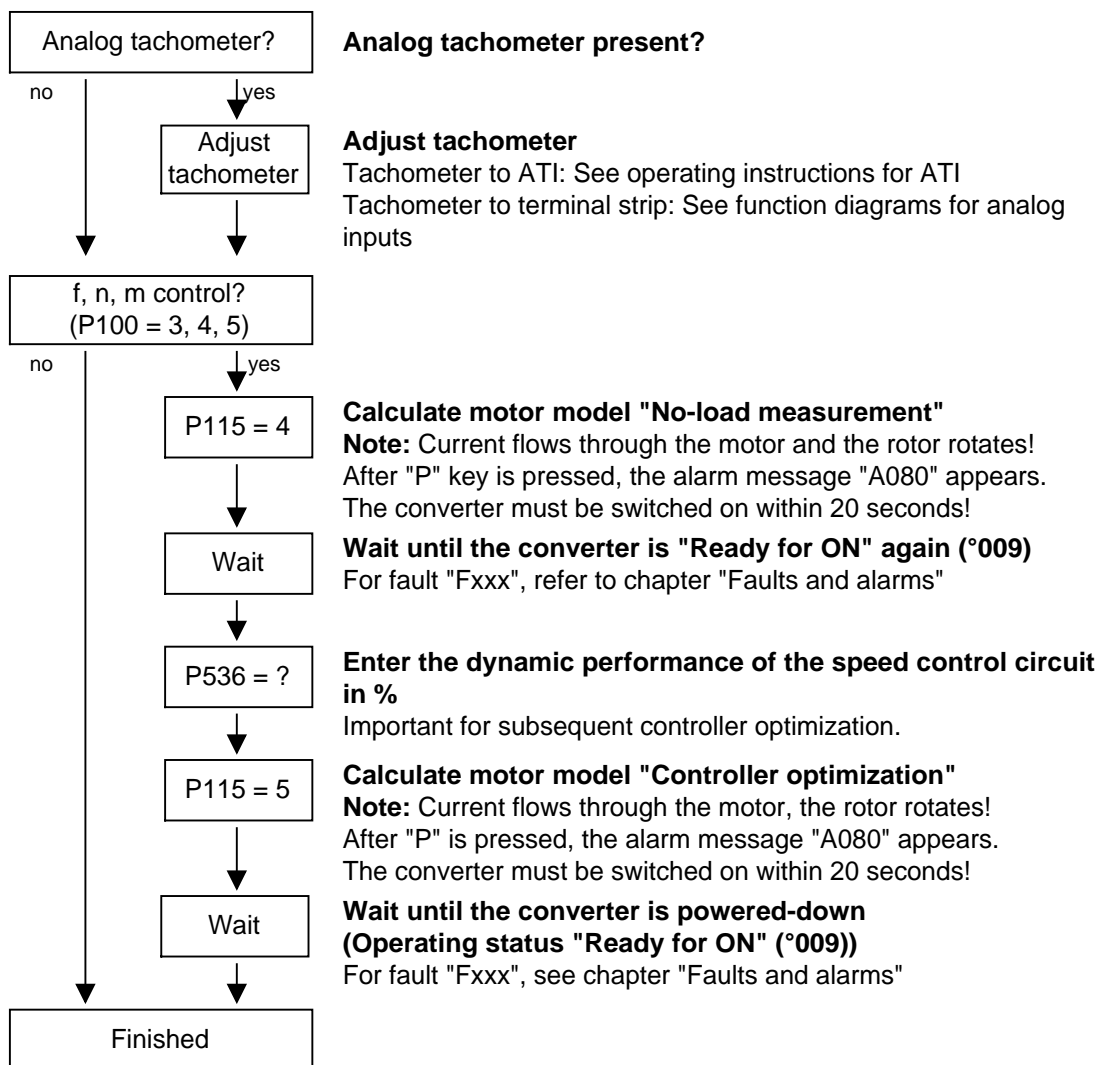 Analog tachometer?
Analog tachometer present?
no
yes
Adjust
tachometer
Adjust tachometer
Tachometer to ATI: See operating instructions for ATI
Tachometer to terminal strip: See function diagrams for analog
inputs
f, n, m control?
(P100 = 3, 4, 5)
no
yes
P115 = 4
Calculate motor model "No-load measurement"
Note: Current flows through the motor and the rotor rotates!
After "P" key is pressed, the alarm message "A080" appears.
The converter must be switched on within 20 seconds!
Wait
Wait until the converter is "Ready for ON" again (°009)
For fault "Fxxx", refer to chapter "Faults and alarms"
P536 = ?
Enter the dynamic performance of the speed control circuit
in %
Important for subsequent controller optimization.
P115 = 5
Calculate motor model "Controller optimization"
Note: Current flows through the motor, the rotor rotates!
After "P" is pressed, the alarm message "A080" appears.
The converter must be switched on within 20 seconds!
Wait
Wait until the converter is powered-down
(Operating status "Ready for ON" (°009))
For fault "Fxxx", see chapter "Faults and alarms"
Finished